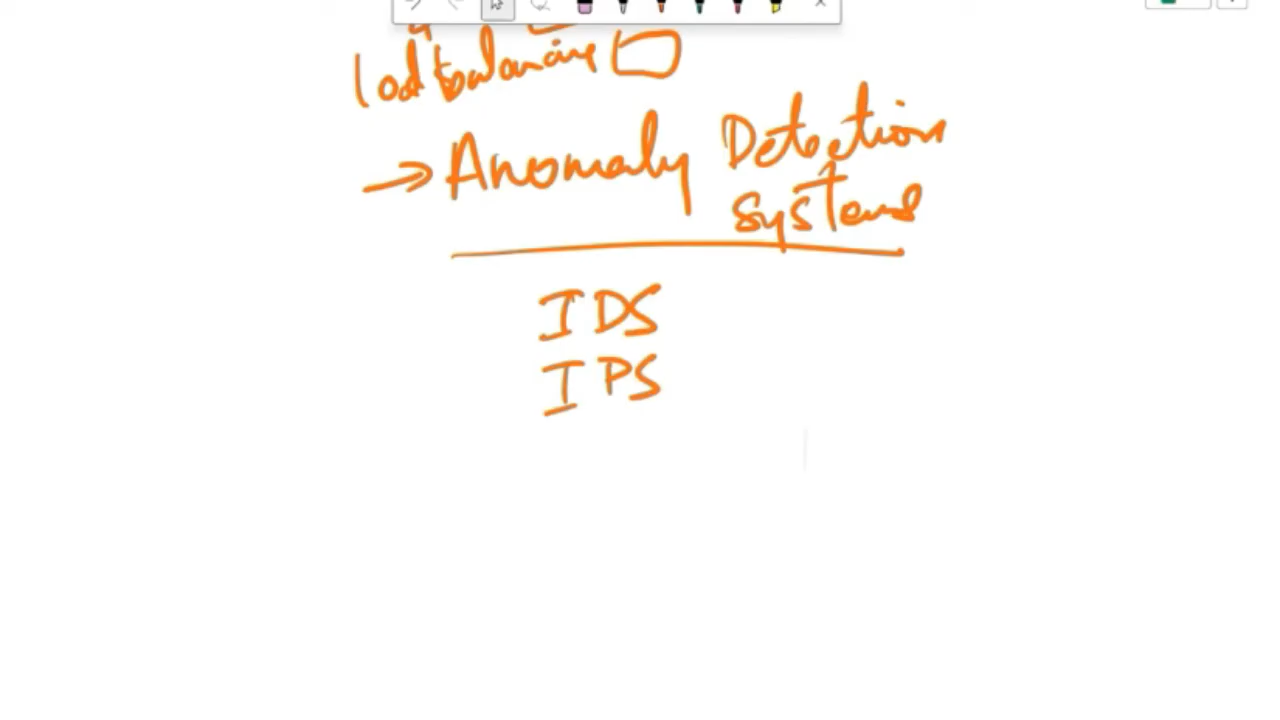 load balancing
→ Anomaly Detection
Systems
IDS
IPS